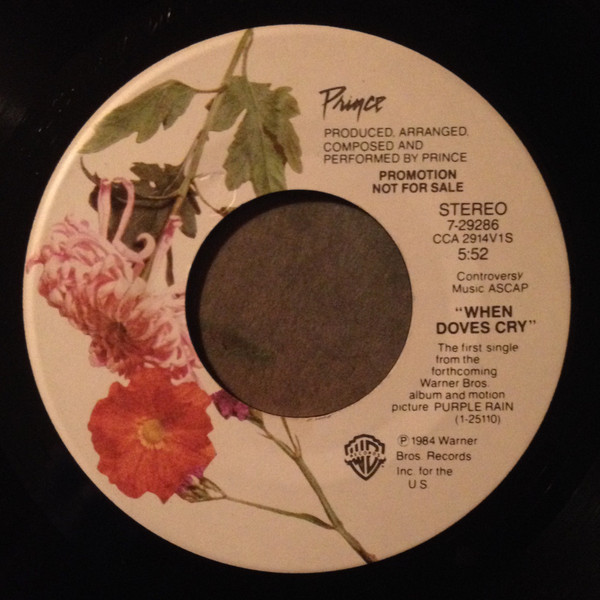 Prince
PRODUCED, ARRANGED,
COMPOSED AND
PERFORMED BY PRINCE
PROMOTION
NOT FOR SALE
STEREO
7-29286
CCA 2914V1S
5:52
Controversy
Music ASCAP
"WHEN
DOVES CRY"
The first single
from the
forthcoming
Warner Bros.
album and motion
picture PURPLE RAIN
(1-25110)
℗ 1984 Warner
Bros. Records
Inc. for the
U S